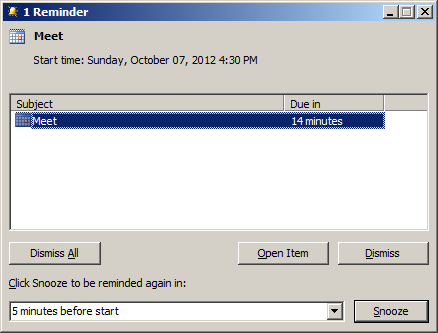 1 Reminder
Meet
Start time: Sunday, October 07, 2012 4:30 PM
Subject Due in
Meet 14 minutes
Dismiss All Open Item Dismiss
Click Snooze to be reminded again in:
5 minutes before start Snooze